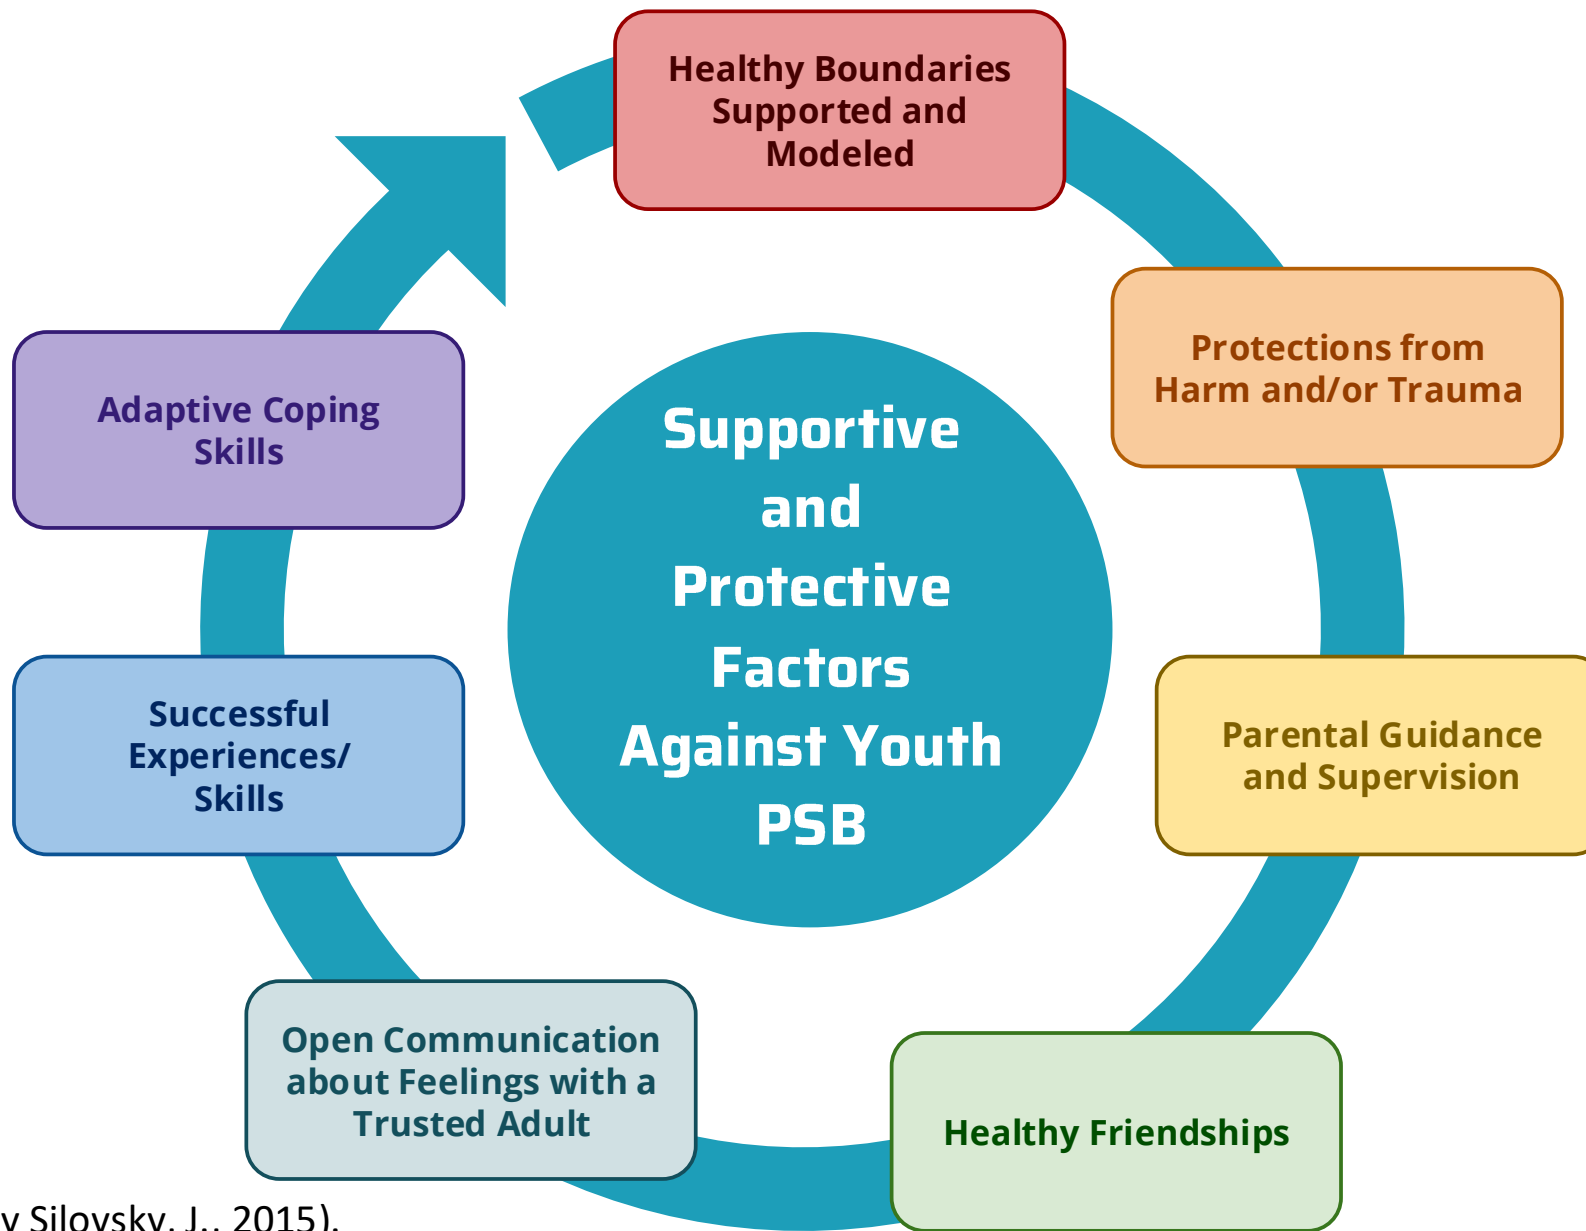 Healthy Boundaries
Supported and
Modeled
Protections from
Harm and/or Trauma
Parental Guidance
and Supervision
Healthy Friendships
Open Communication
about Feelings with a
Trusted Adult
Successful
Experiences/
Skills
Adaptive Coping
Skills
Supportive
and
Protective
Factors
Against Youth
PSB
y Silovsky, J., 2015).